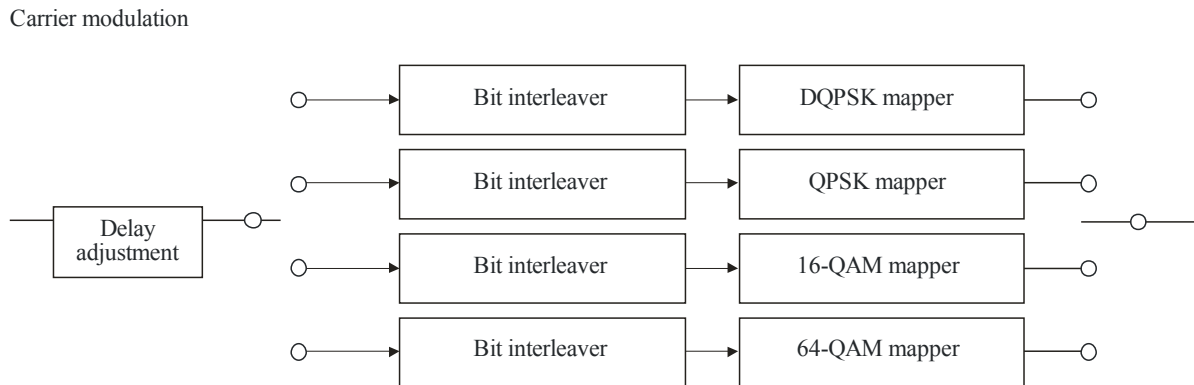 Carrier modulation
Bit interleaver
DQPSK mapper
Bit interleaver
QPSK mapper
Delay
adjustment
Bit interleaver
16-QAM mapper
Bit interleaver
64-QAM mapper